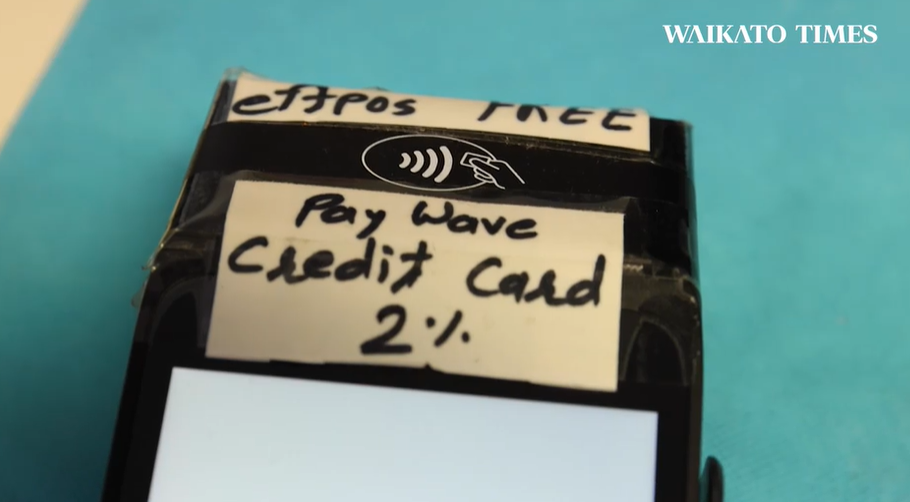 WAIKATO TIMES
eftpos FREE
Pay Wave
Credit Card
2%